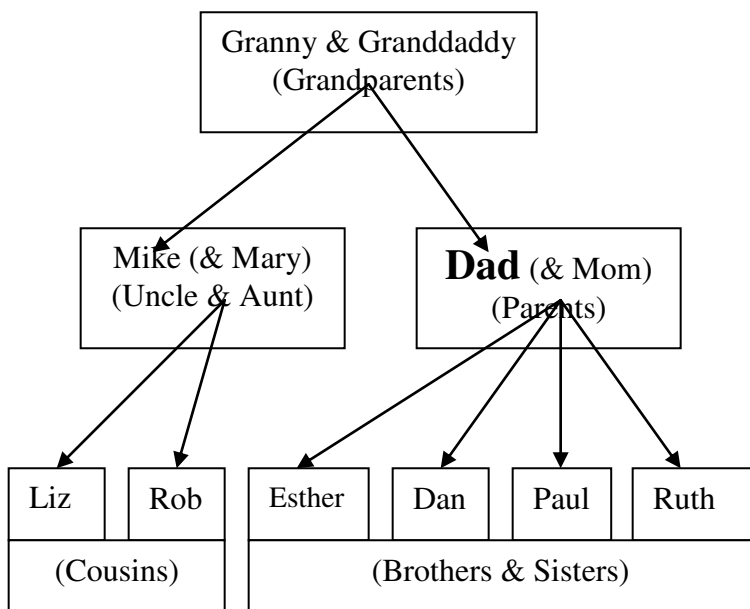 Granny & Granddaddy
(Grandparents)
Mike (& Mary)
(Uncle & Aunt)
Dad (& Mom)
(Parents)
Liz
Rob
Esther
Dan
Paul
Ruth
(Cousins)
(Brothers & Sisters)